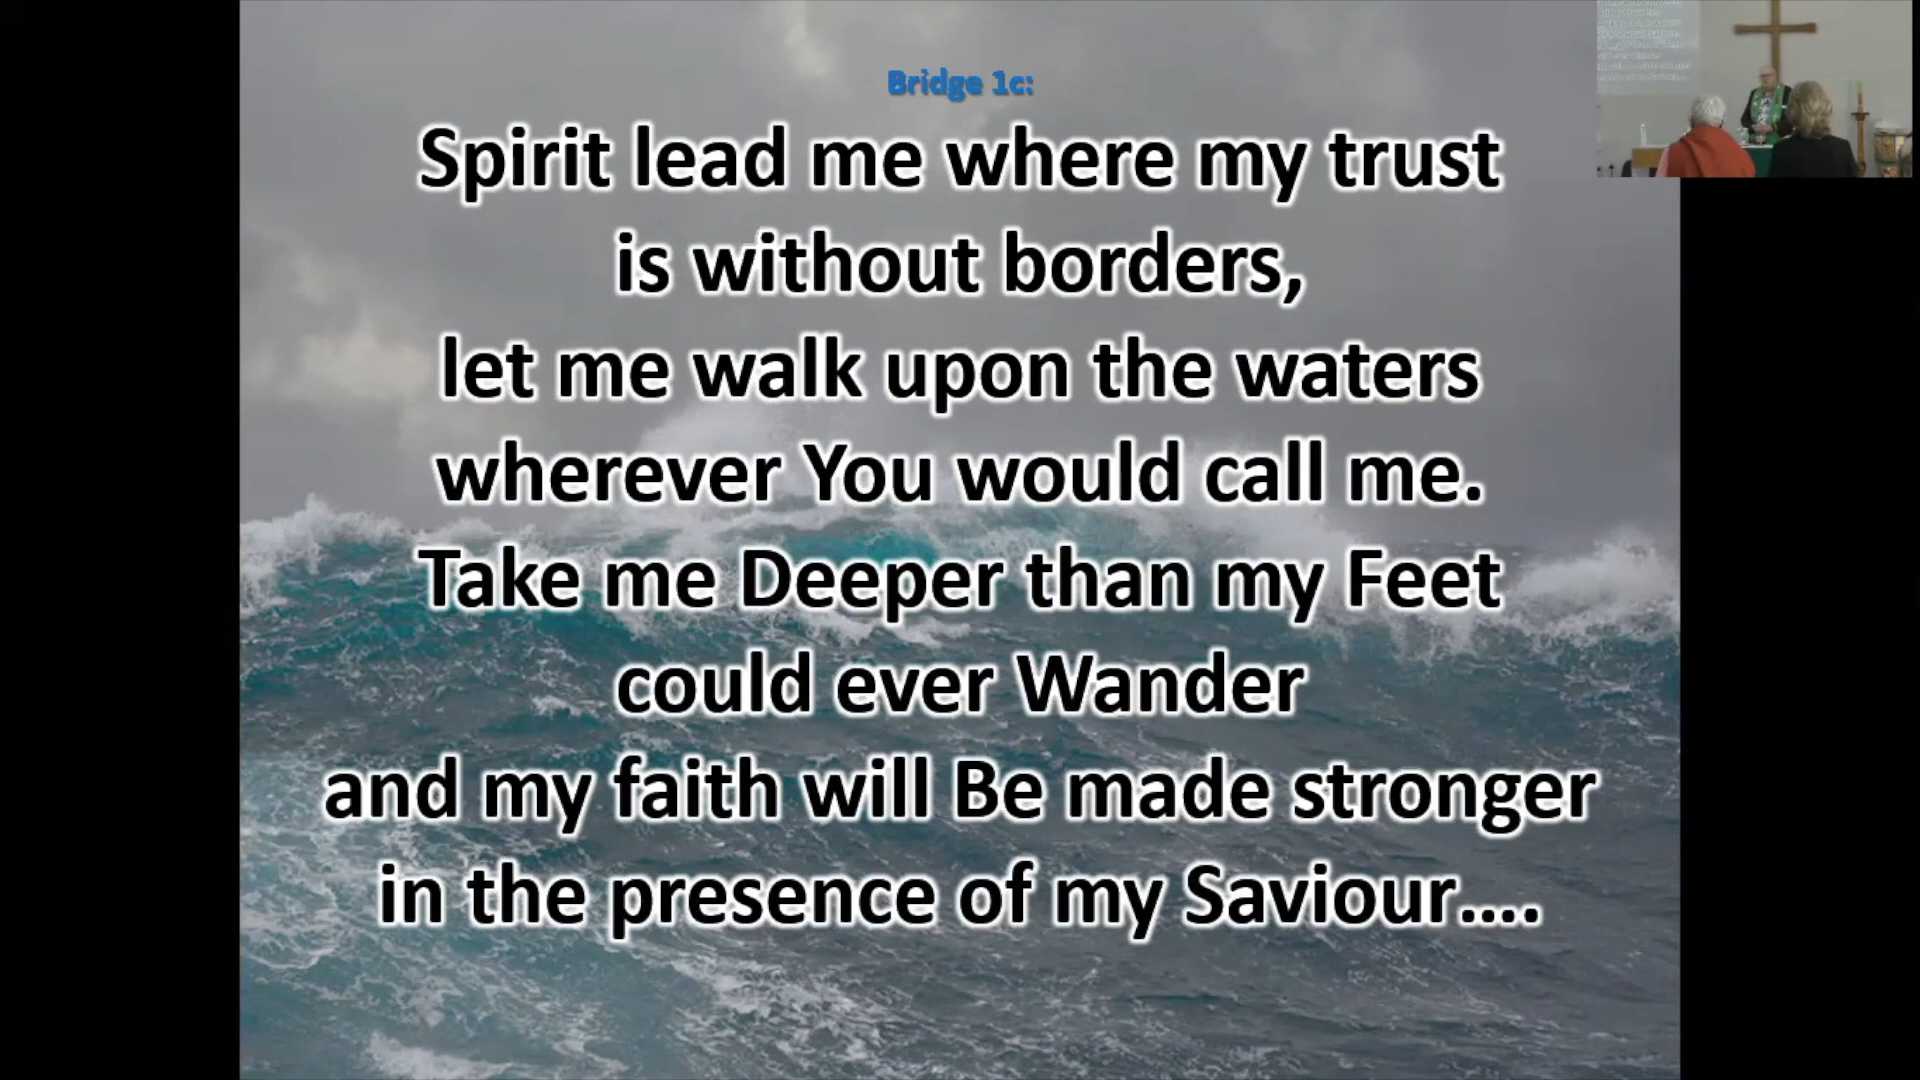 Bridge 1c:
Spirit lead me where my trust
is without borders,
let me walk upon the waters
wherever You would call me.
Take me Deeper than my Feet
could ever Wander
and my faith will Be made stronger
in the presence of my Saviour....